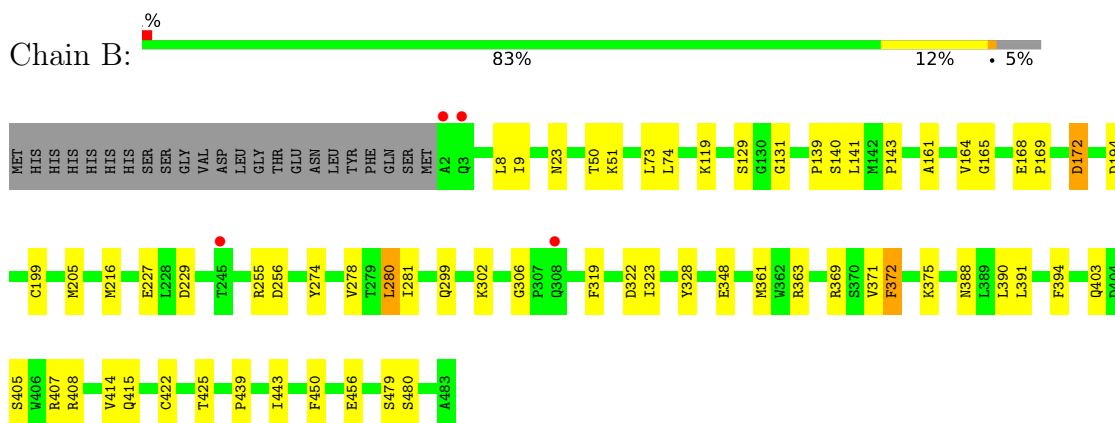 .%
Chain B:
83% 12% • 5%
MET HIS HIS HIS HIS HIS HIS SER SER GLY VAL ASP LEU GLY THR GLU ASN LEU TYR PHE GLN SER MET A2 Q3 L8 I9 N23 T50 K51 L73 L74 K119 S129 G130 G131 P139 S140 L141 M142 P143 A161 V164 G165 E168 P169 D172
C199 M205 M216 E227 L228 D229 T245 R255 D256 Y274 V278 T279 L280 I281 Q299 K302 G306 P307 Q308 F319 D322 I323 Y328 E348 M361 W362 R363 R369 S370 V371 F372 K375 N388 L389 L390 L391 F394 Q403
S405 W406 R407 R408 V414 Q415 C422 T425 P439 I443 F450 E456 S479 S480 A483